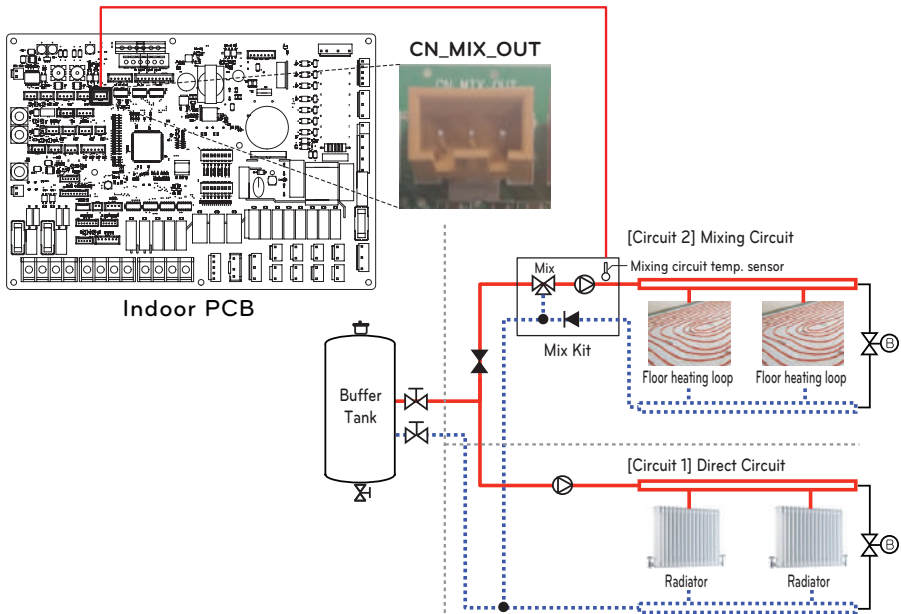 CN_MIX_OUT
CN_MIX_OUT
Indoor PCB
[Circuit 2] Mixing Circuit
Mix
Mixing circuit temp. sensor
Mix Kit
Floor heating loop
Floor heating loop
B
Buffer
Tank
[Circuit 1] Direct Circuit
B
Radiator
Radiator